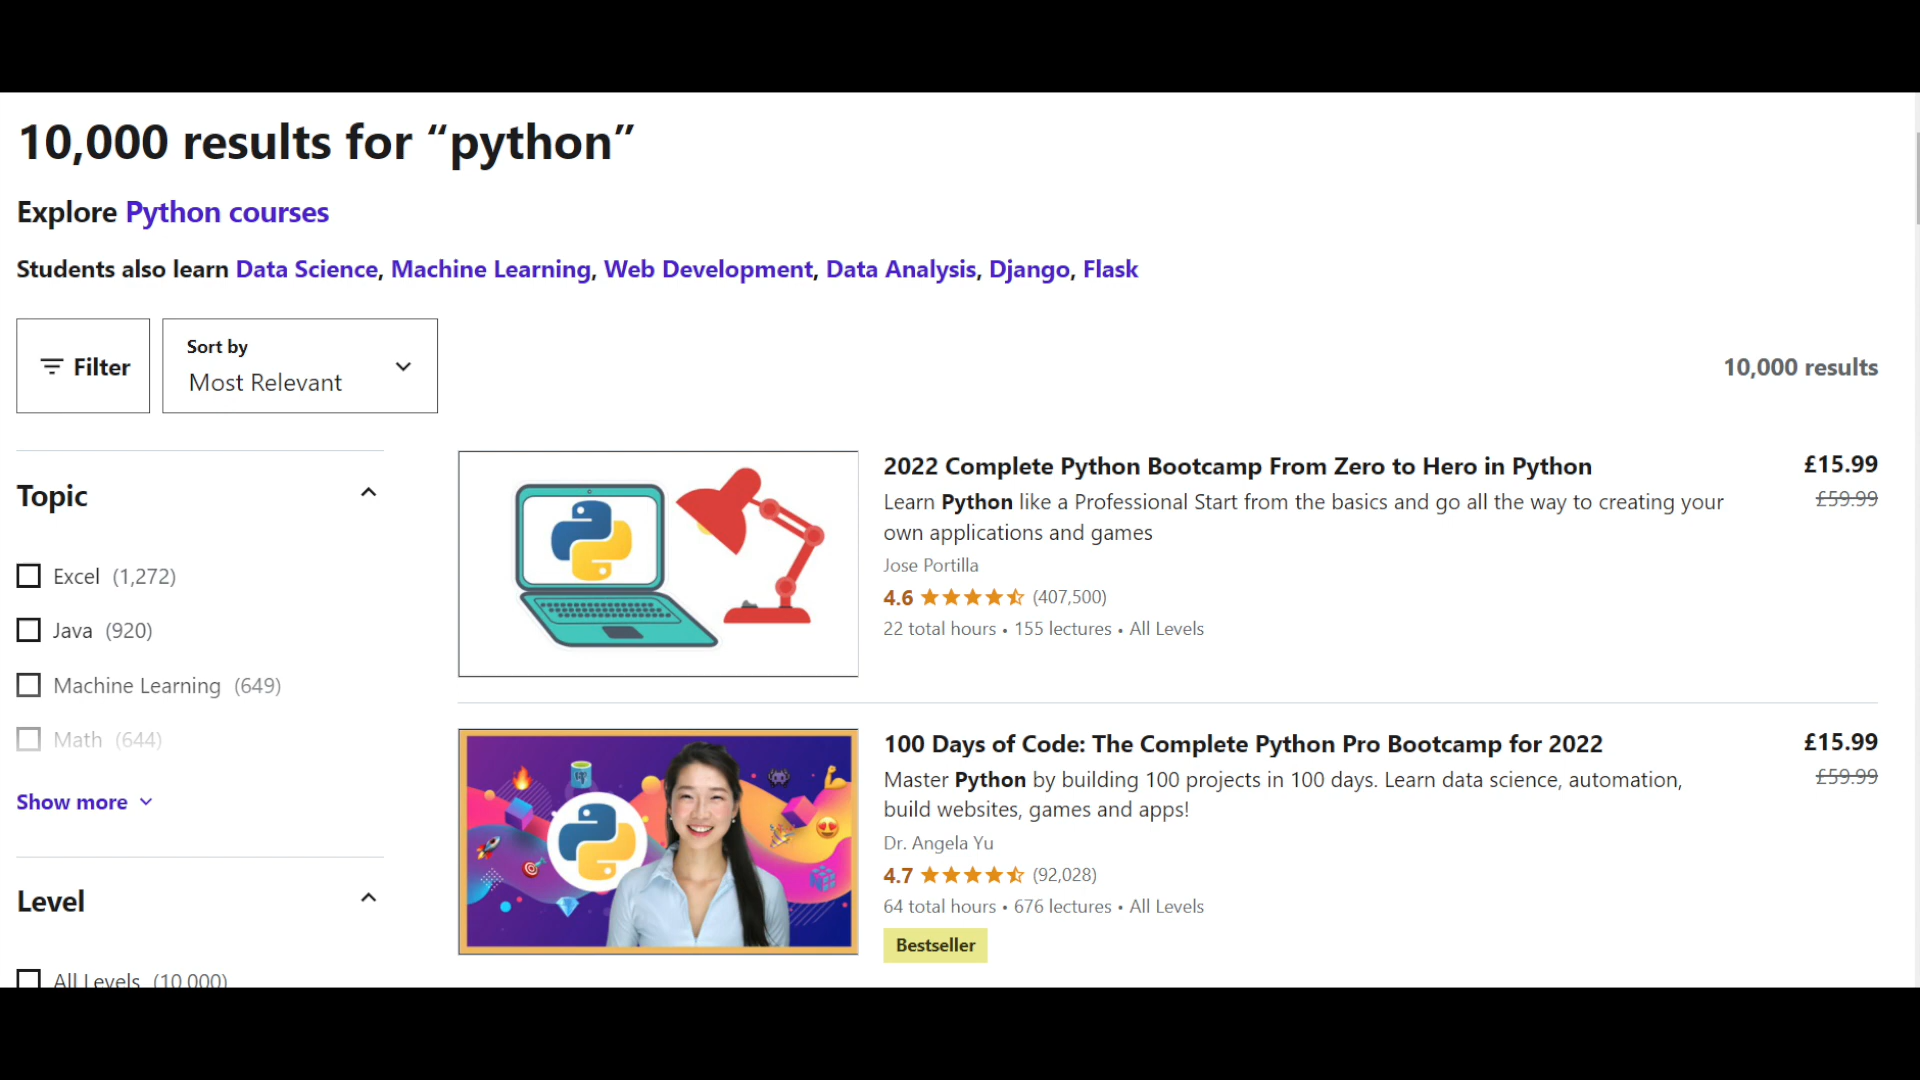 10,000 results for “python”
Explore Python courses
Students also learn Data Science, Machine Learning, Web Development, Data Analysis, Django, Flask
Filter
Sort by
Most Relevant
10,000 results
Topic
Excel (1,272)
Java (920)
Machine Learning (649)
Math (644)
Show more
Level
All Levels (10,000)
2022 Complete Python Bootcamp From Zero to Hero in Python
£15.99
Learn Python like a Professional Start from the basics and go all the way to creating your
£59.99
own applications and games
Jose Portilla
4.6 (407,500)
22 total hours • 155 lectures • All Levels
100 Days of Code: The Complete Python Pro Bootcamp for 2022
£15.99
Master Python by building 100 projects in 100 days. Learn data science, automation,
£59.99
build websites, games and apps!
Dr. Angela Yu
4.7 (92,028)
64 total hours • 676 lectures • All Levels
Bestseller